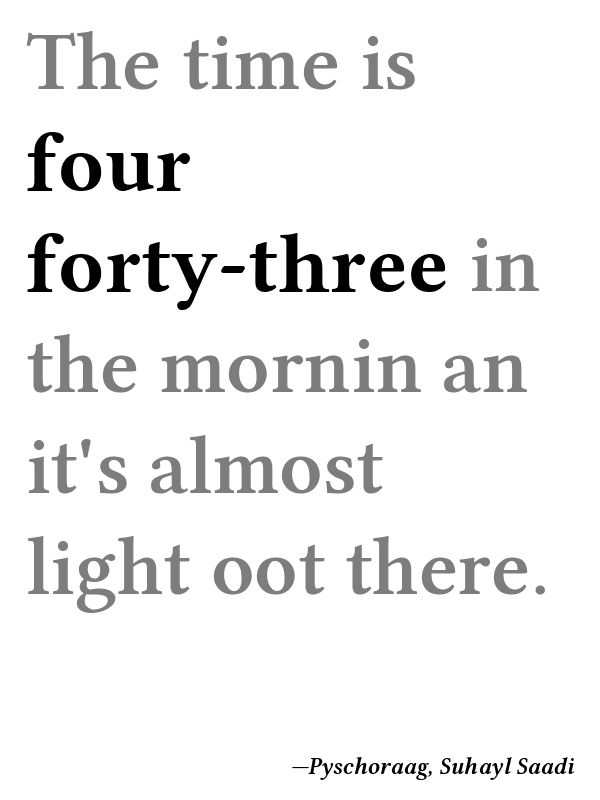 The time is
four
forty-three in
the mornin an
it's almost
light oot there.
—Pyschoraag, Suhayl Saadi